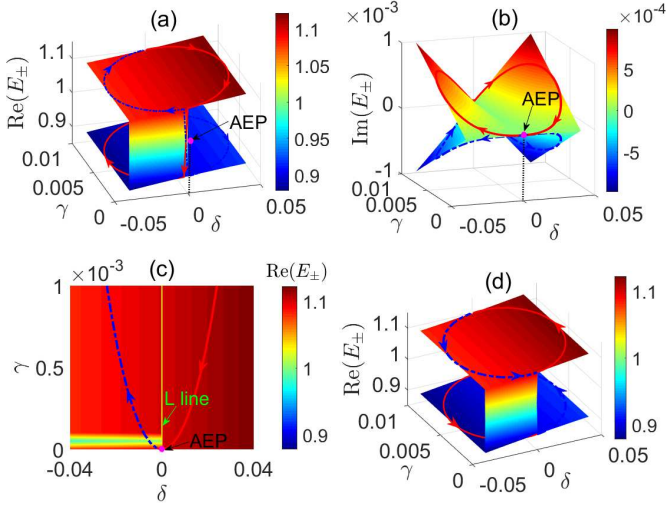 (a)
Re(E±)
1.1
1
0.9
0.01
0.005
0
γ
-0.05
0
0.05
δ
AEP
1.1
1.05
1
0.95
0.9
(b)
×10⁻³
Im(E±)
1
0
-1
0.01
0.005
0
γ
-0.05
0
0.05
δ
AEP
×10⁻⁴
5
0
-5
(c)
×10⁻³
Re(E±)
1
0.5
0
γ
-0.04
0
0.04
δ
L line
AEP
1.1
1
0.9
(d)
Re(E±)
1.1
1
0.9
0.01
0.005
0
γ
-0.05
0
0.05
δ
1.1
1
0.9